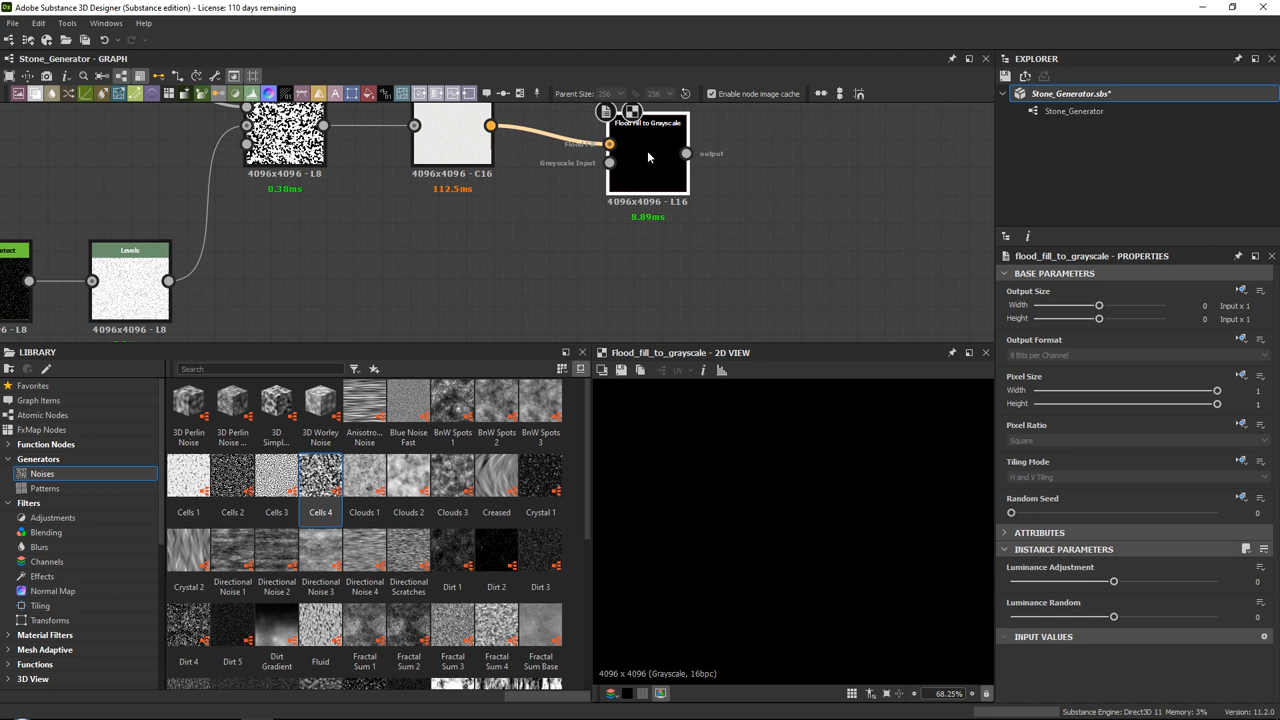 Adobe Substance 3D Designer (Substance edition) - License: 110 days remaining
File Edit Tools Windows Help
Stone_Generator - GRAPH
Parent Size: 256 256 Enable node image cache
4096x4096 - L8
0.38ms
4096x4096 - C16
112.5ms
Flood Fill to Grayscale
Grayscale Input
output
4096x4096 - L16
8.89ms
Levels
4096x4096 - L8
EXPLORER
Stone_Generator.sbs*
Stone_Generator
flood_fill_to_grayscale - PROPERTIES
BASE PARAMETERS
Output Size
Width 0 Input x 1
Height 0 Input x 1
Output Format
8 Bits per Channel
Pixel Size
Width 1
Height 1
Pixel Ratio
Square
Tiling Mode
H and V Tiling
Random Seed
0
ATTRIBUTES
INSTANCE PARAMETERS
Luminance Adjustment
0
Luminance Random
0
INPUT VALUES
LIBRARY
Search
Favorites
Graph Items
Atomic Nodes
FxMap Nodes
Function Nodes
Generators
Noises
Patterns
Filters
Adjustments
Blending
Blurs
Channels
Effects
Normal Map
Tiling
Transforms
Material Filters
Mesh Adaptive
Functions
3D View
3D Perlin Noise
3D Perlin Noise ...
3D Simpl...
3D Worley Noise
Anisotro... Noise
Blue Noise Fast
BnW Spots 1
BnW Spots 2
BnW Spots 3
Cells 1
Cells 2
Cells 3
Cells 4
Clouds 1
Clouds 2
Clouds 3
Creased
Crystal 1
Crystal 2
Directional Noise 1
Directional Noise 2
Directional Noise 3
Directional Noise 4
Directional Scratches
Dirt 1
Dirt 2
Dirt 3
Dirt 4
Dirt 5
Dirt Gradient
Fluid
Fractal Sum 1
Fractal Sum 2
Fractal Sum 3
Fractal Sum 4
Fractal Sum Base
Flood_fill_to_grayscale - 2D VIEW
UV
4096 x 4096 (Grayscale, 16bpc)
68.25%
Substance Engine: Direct3D 11 Memory: 3% Version: 11.2.0